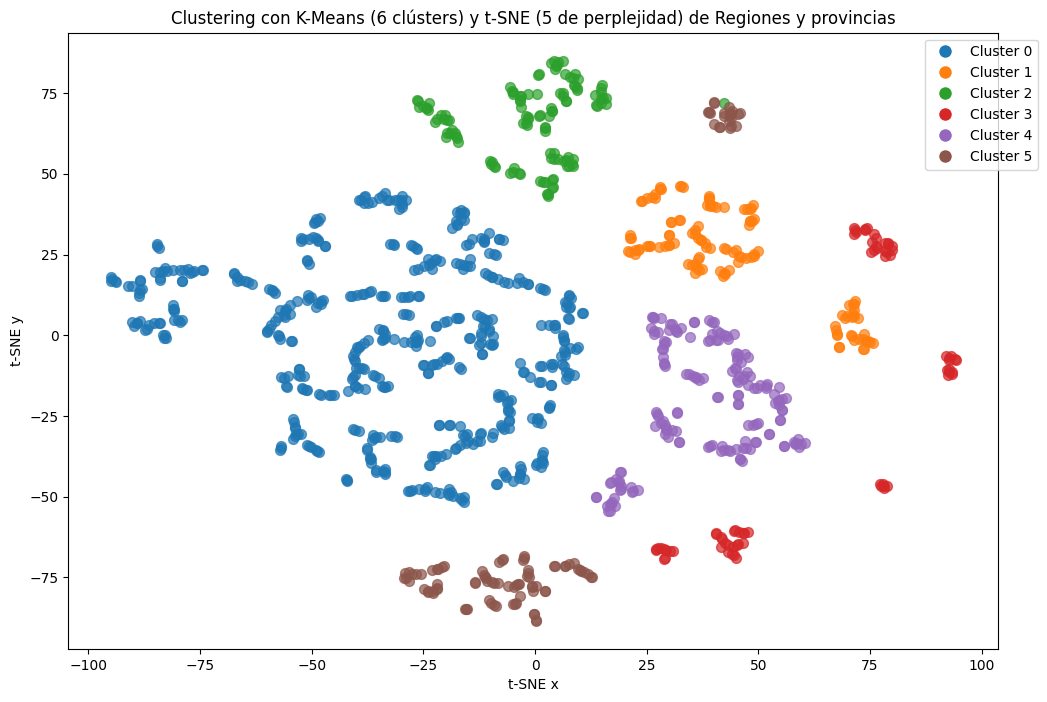 Clustering con K-Means (6 clústers) y t-SNE (5 de perplejidad) de Regiones y provincias
Cluster 0
Cluster 1
Cluster 2
Cluster 3
Cluster 4
Cluster 5
75
50
25
0
−25
−50
−75
t-SNE y
−100
−75
−50
−25
0
25
50
75
100
t-SNE x